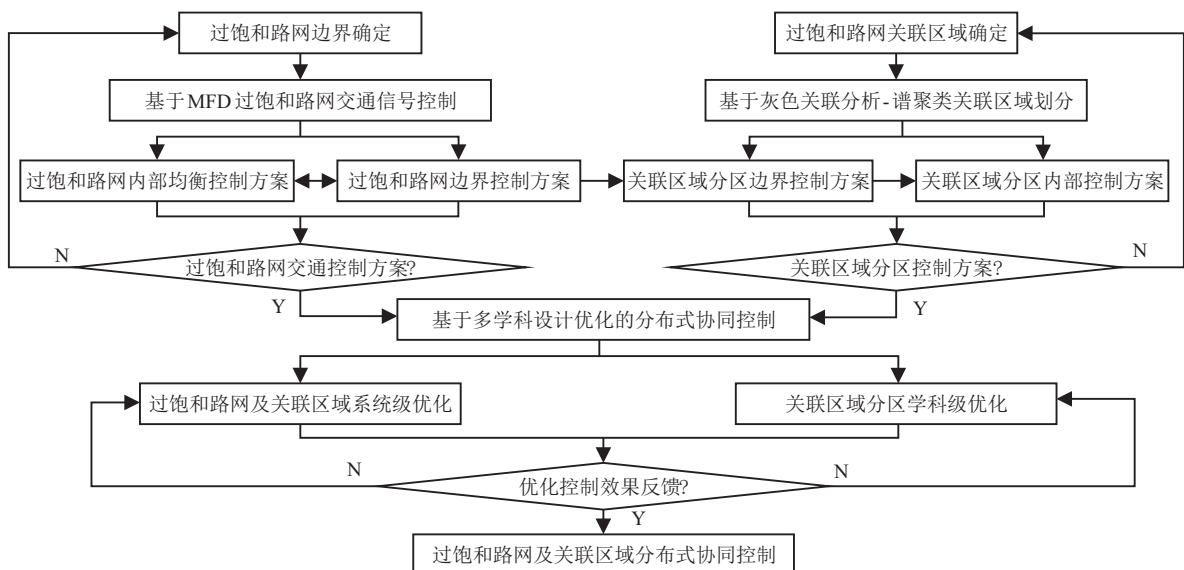 过饱和路网边界确定
过饱和路网关联区域确定
基于MFD过饱和路网交通信号控制
基于灰色关联分析-谱聚类关联区域划分
过饱和路网内部均衡控制方案
过饱和路网边界控制方案
关联区域分区边界控制方案
关联区域分区内部控制方案
N
过饱和路网交通控制方案?
关联区域分区控制方案?
N
Y
Y
基于多学科设计优化的分布式协同控制
过饱和路网及关联区域系统级优化
关联区域分区学科级优化
N
优化控制效果反馈?
N
Y
过饱和路网及关联区域分布式协同控制